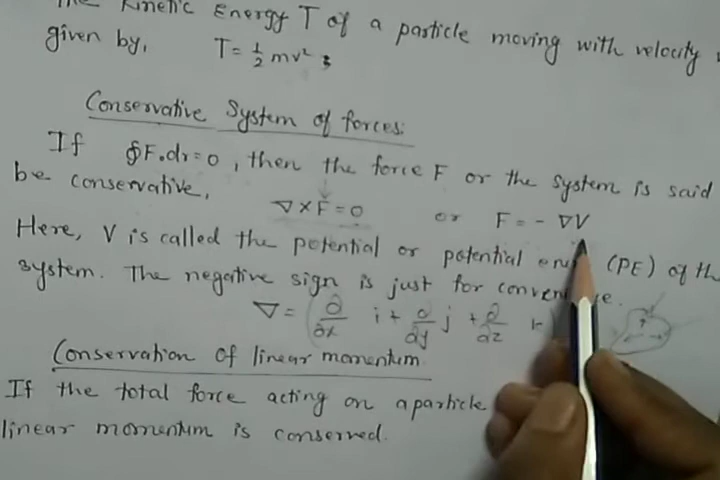 The Kinetic Energy T of a particle moving with velocity
given by, T = ½ mv² ;
Conservative System of forces:
If ∮F.dr=0, then the force F or the system is said
be conservative,
∇×F=0 or F = - ∇V
Here, V is called the potential or potential (PE) of the
system. The negative sign is just for
∇ = ( ∂/∂x i + ∂/∂y j + ∂/∂z k
Conservation of linear momentum
If the total force acting on a particle
linear momentum is conserved.